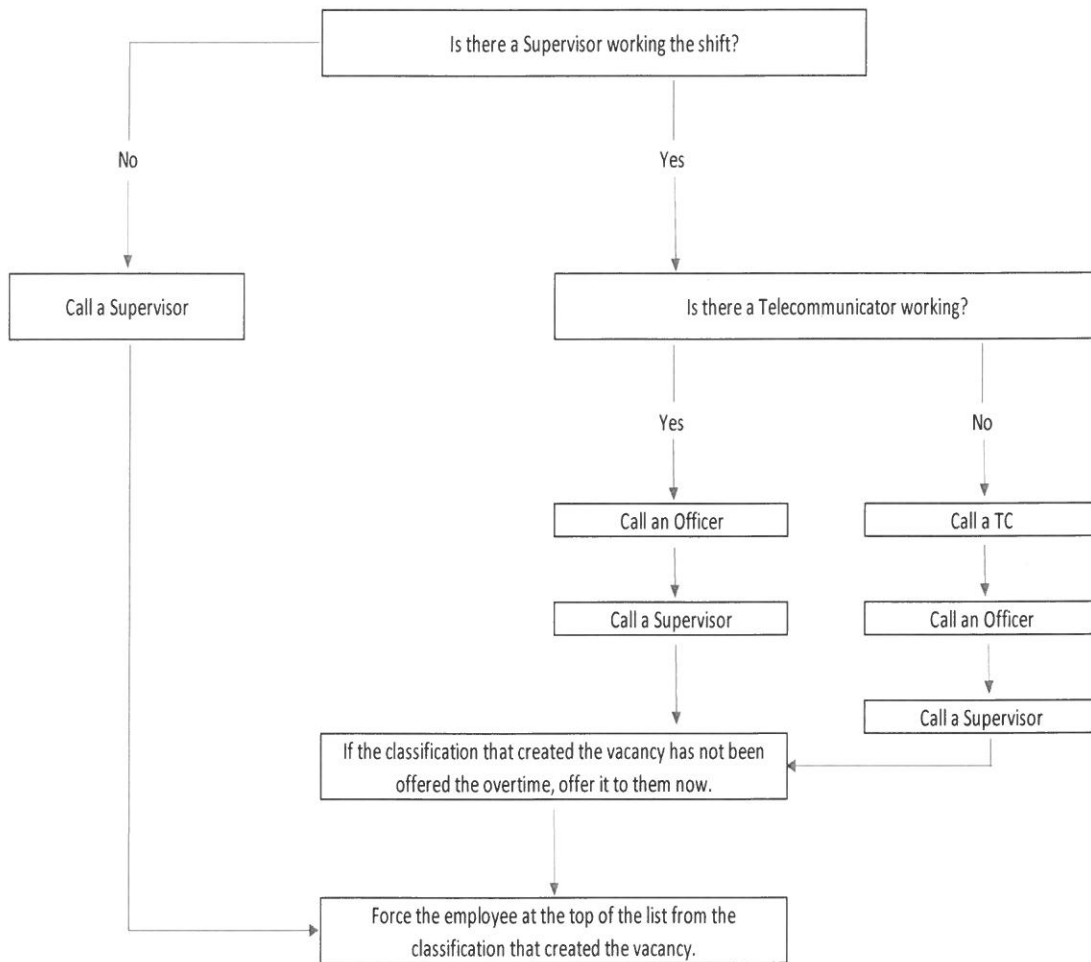 Is there a Supervisor working the shift?
No
Yes
Call a Supervisor
Is there a Telecommunicator working?
Yes
No
Call an Officer
Call a TC
Call a Supervisor
Call an Officer
Call a Supervisor
If the classification that created the vacancy has not been
offered the overtime, offer it to them now.
Force the employee at the top of the list from the
classification that created the vacancy.